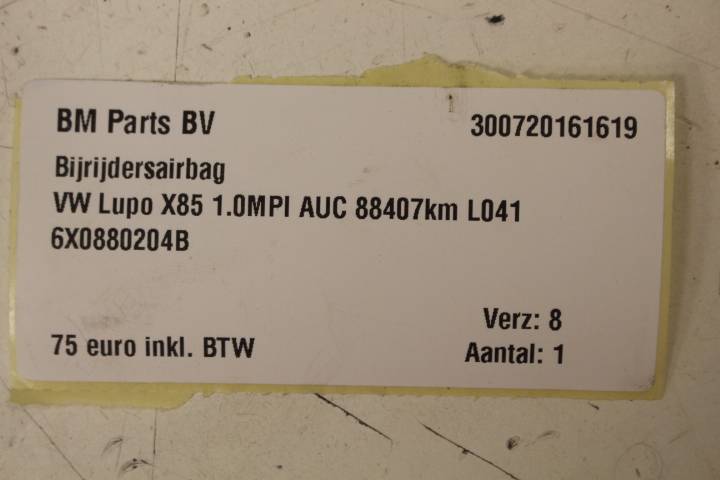 BM Parts BV 300720161619
Bijrijdersairbag
VW Lupo X85 1.0MPI AUC 88407km L041
6X0880204B
Verz: 8
75 euro inkl. BTW Aantal: 1